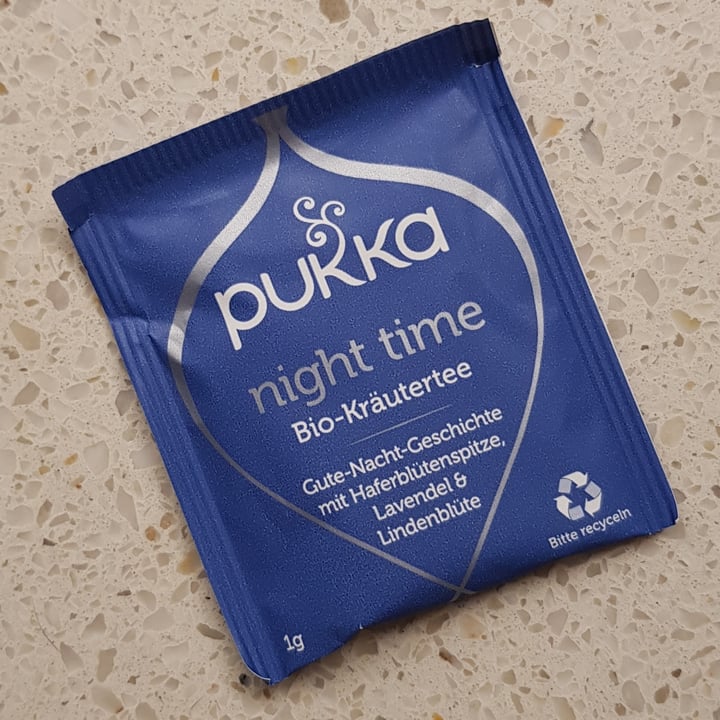 pukka
night time
Bio-Kräutertee
Gute-Nacht-Geschichte
mit Haferblütenspitze,
Lavendel &
Lindenblüte
Bitte recyceln
1g